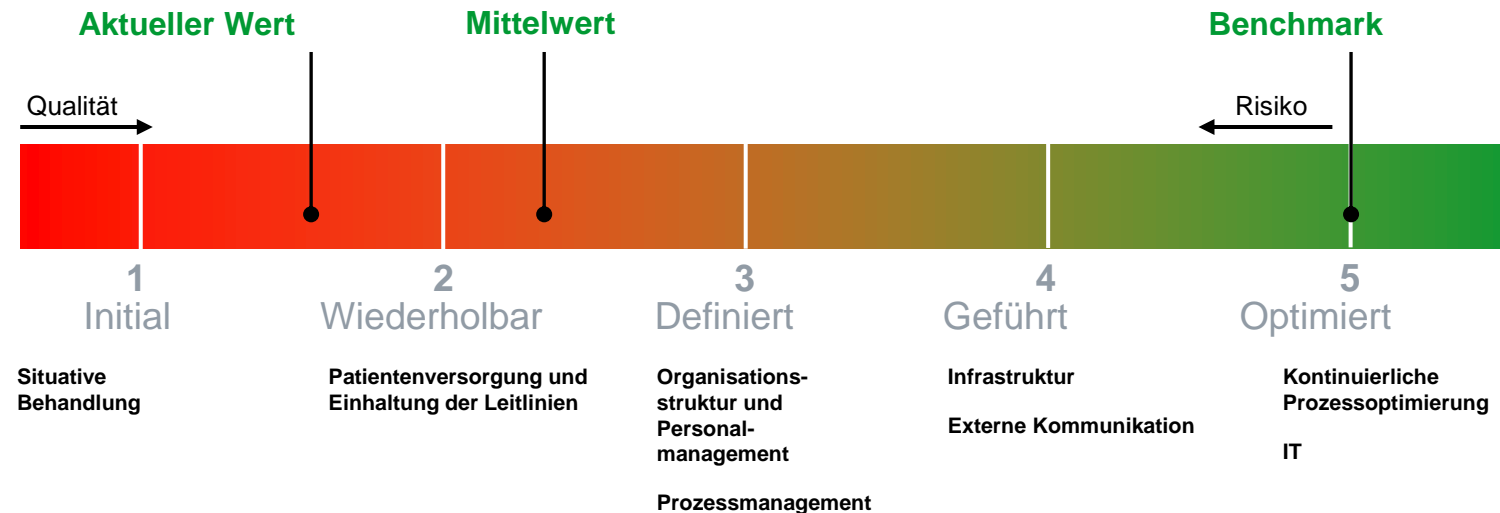 Aktueller Wert
Mittelwert
Benchmark
Qualität
Risiko
1
2
3
4
5
Initial
Wiederholbar
Definiert
Geführt
Optimiert
Situative
Behandlung
Patientenversorgung und
Einhaltung der Leitlinien
Organisations-
struktur und
Personal-
management
Prozessmanagement
Infrastruktur
Externe Kommunikation
Kontinuierliche
Prozessoptimierung
IT